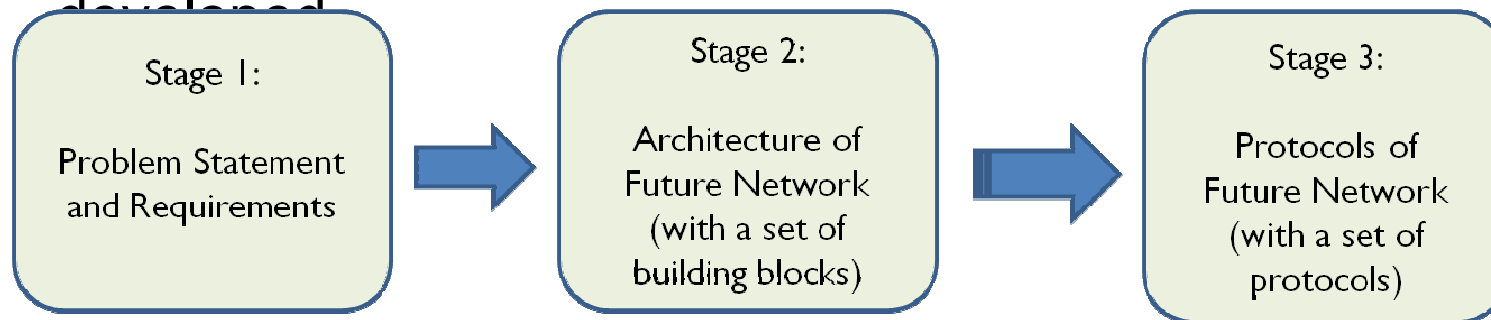 developed
Stage 1:
Problem Statement
and Requirements
Stage 2:
Architecture of
Future Network
(with a set of
building blocks)
Stage 3:
Protocols of
Future Network
(with a set of
protocols)